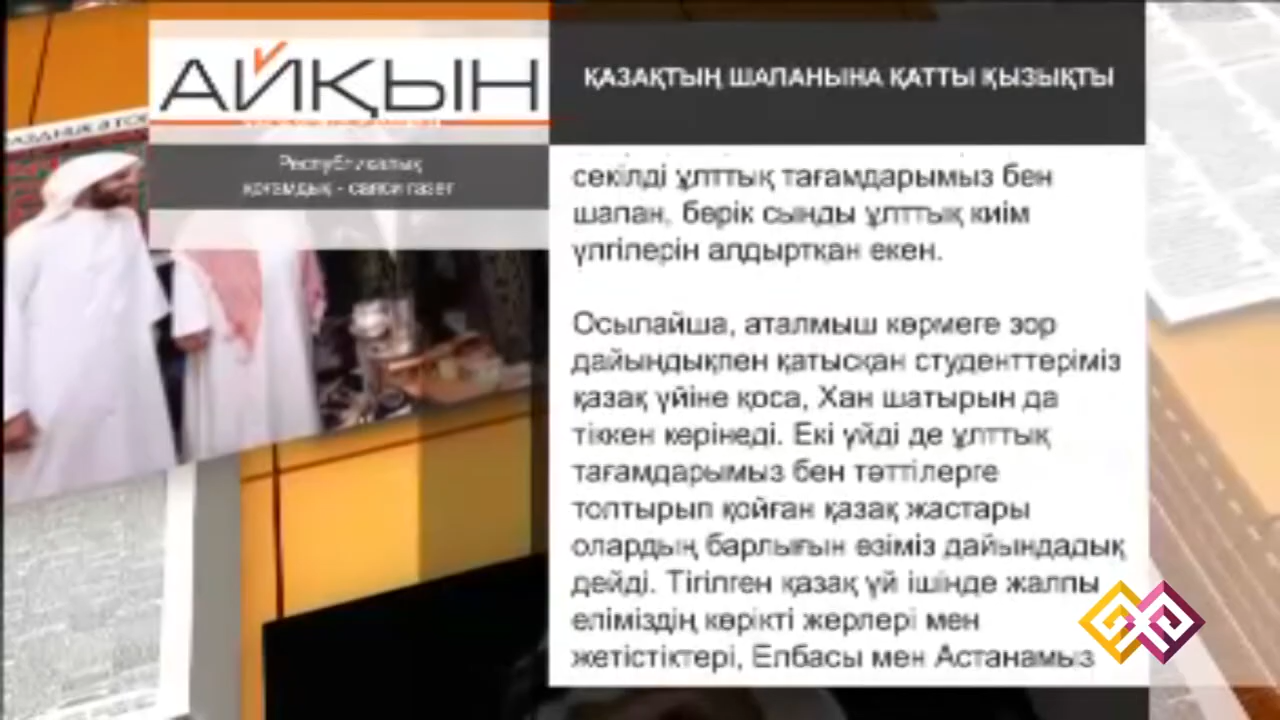 АЙҚЫН
Республикалық
қоғамдық - саяси газет
ҚАЗАҚТЫҢ ШАПАНЫНА ҚАТТЫ ҚЫЗЫҚТЫ
секілді ұлттық тағамдарымыз бен
шапан, бөрік сынды ұлттық киім
үлгілерін алдыртқан екен.
Осылайша, аталмыш көрмеге зор
дайындықпен қатысқан студенттеріміз
қазақ үйіне қоса, Хан шатырын да
тіккен көрінеді. Екі үйді де ұлттық
тағамдарымыз бен тәттілерге
толтырып қойған қазақ жастары
олардың барлығын өзіміз дайындадық
дейді. Тігілген қазақ үй ішінде жалпы
еліміздің көрікті жерлері мен
жетістіктері, Елбасы мен Астанамыз